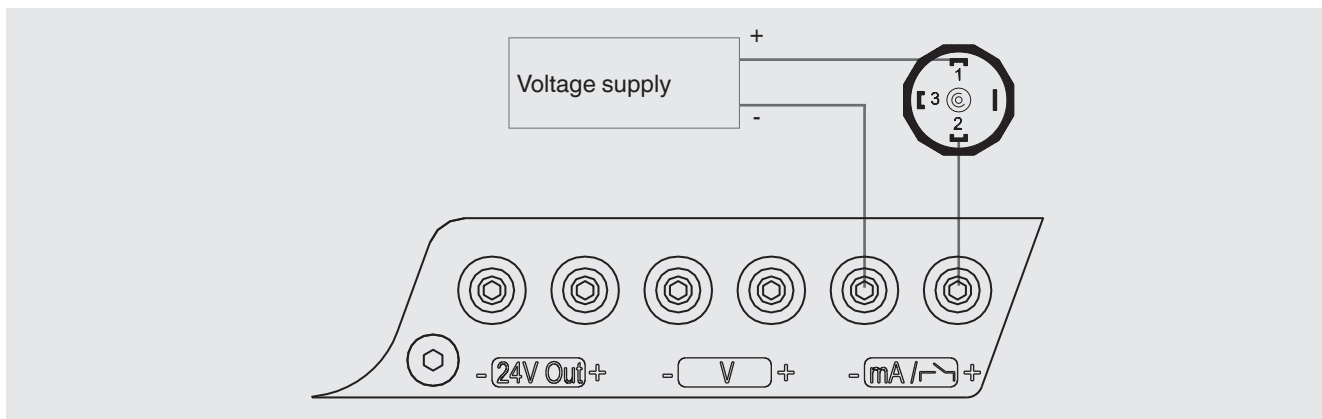 +
Voltage supply
-
1
3
2
- 24V Out + - V + - mA / +